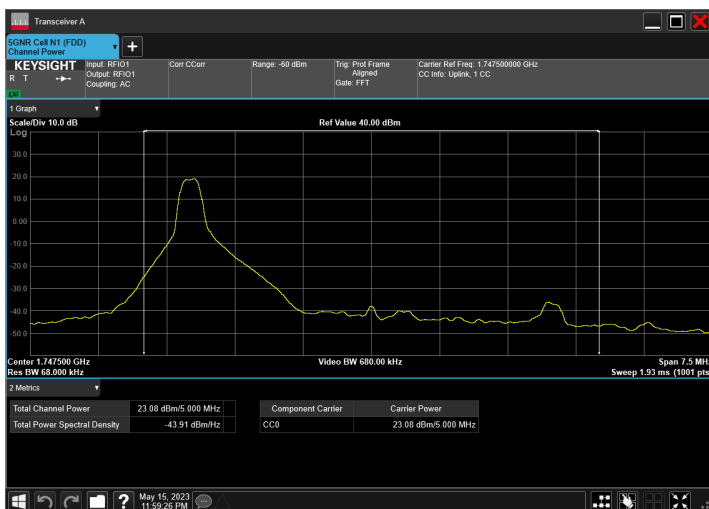 Transceiver A
5GNR Cell N1 (FDD)
Channel Power
KEYSIGHT
R T
LXI
Input: RFIO1
Output: RFIO1
Coupling: AC
Corr CCorr
Range: -60 dBm
Trig: Prot Frame
Aligned
Gate: FFT
Carrier Ref Freq: 1.747500000 GHz
CC Info: Uplink, 1 CC
1 Graph
Scale/Div 10.0 dB
Ref Value 40.00 dBm
Log
30.0
20.0
10.0
0.00
-10.0
-20.0
-30.0
-40.0
-50.0
Center 1.747500 GHz
Video BW 680.00 kHz
Span 7.5 MHz
Res BW 68.000 kHz
Sweep 1.93 ms (1001 pts)
2 Metrics
Total Channel Power 23.08 dBm/5.000 MHz
Total Power Spectral Density -43.91 dBm/Hz
Component Carrier Carrier Power
CC0 23.08 dBm/5.000 MHz
?
May 15, 2023
11:59:26 PM